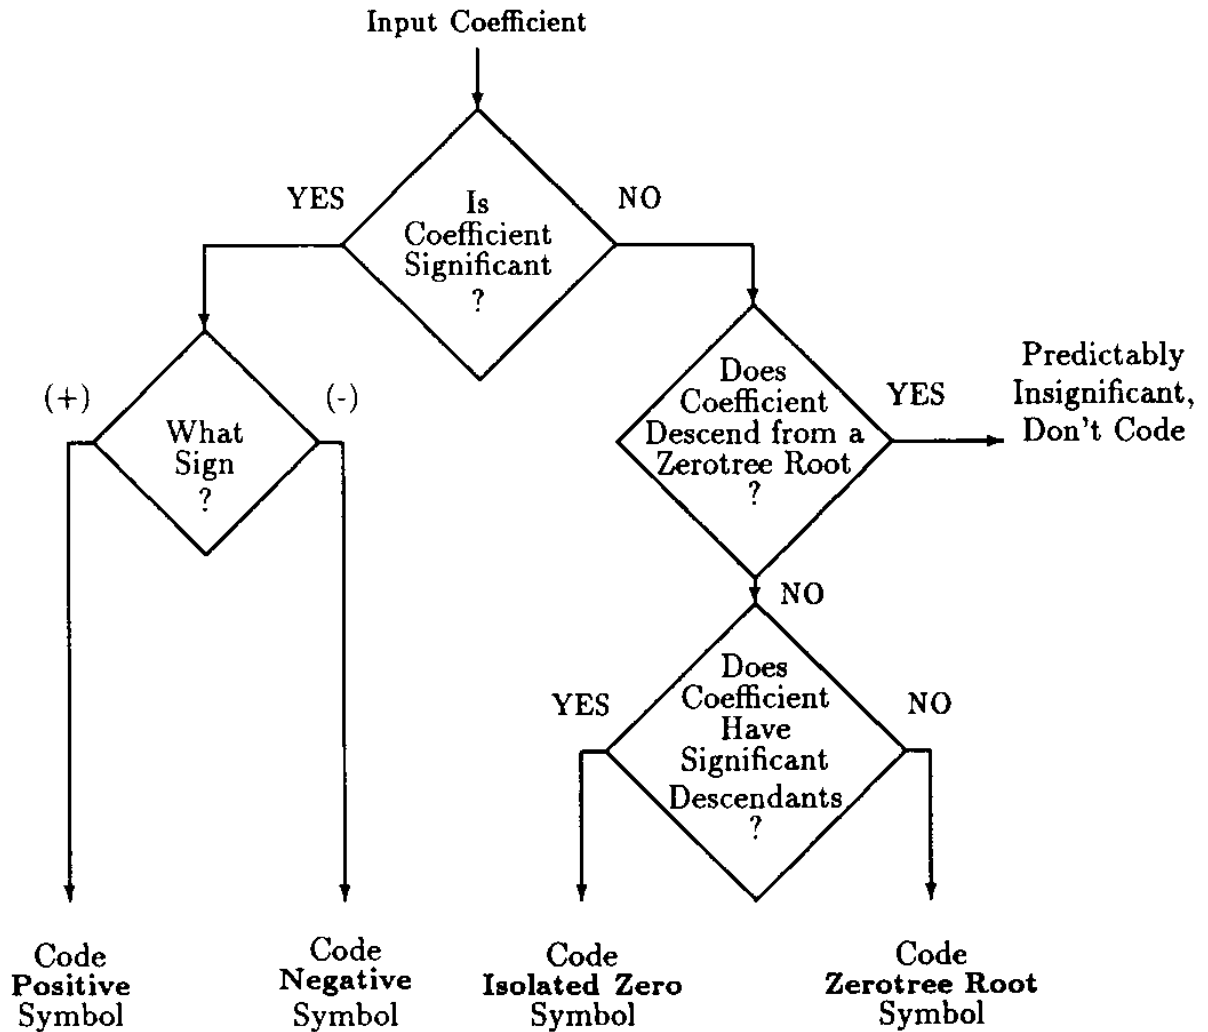 Input Coefficient
YES
NO
Is
Coefficient
Significant
?
(+)
(-)
What
Sign
?
Does
Coefficient
Descend from a
Zerotree Root
?
YES
Predictably
Insignificant,
Don't Code
NO
Does
Coefficient
Have
Significant
Descendants
?
YES
NO
Code
Positive
Symbol
Code
Negative
Symbol
Code
Isolated Zero
Symbol
Code
Zerotree Root
Symbol